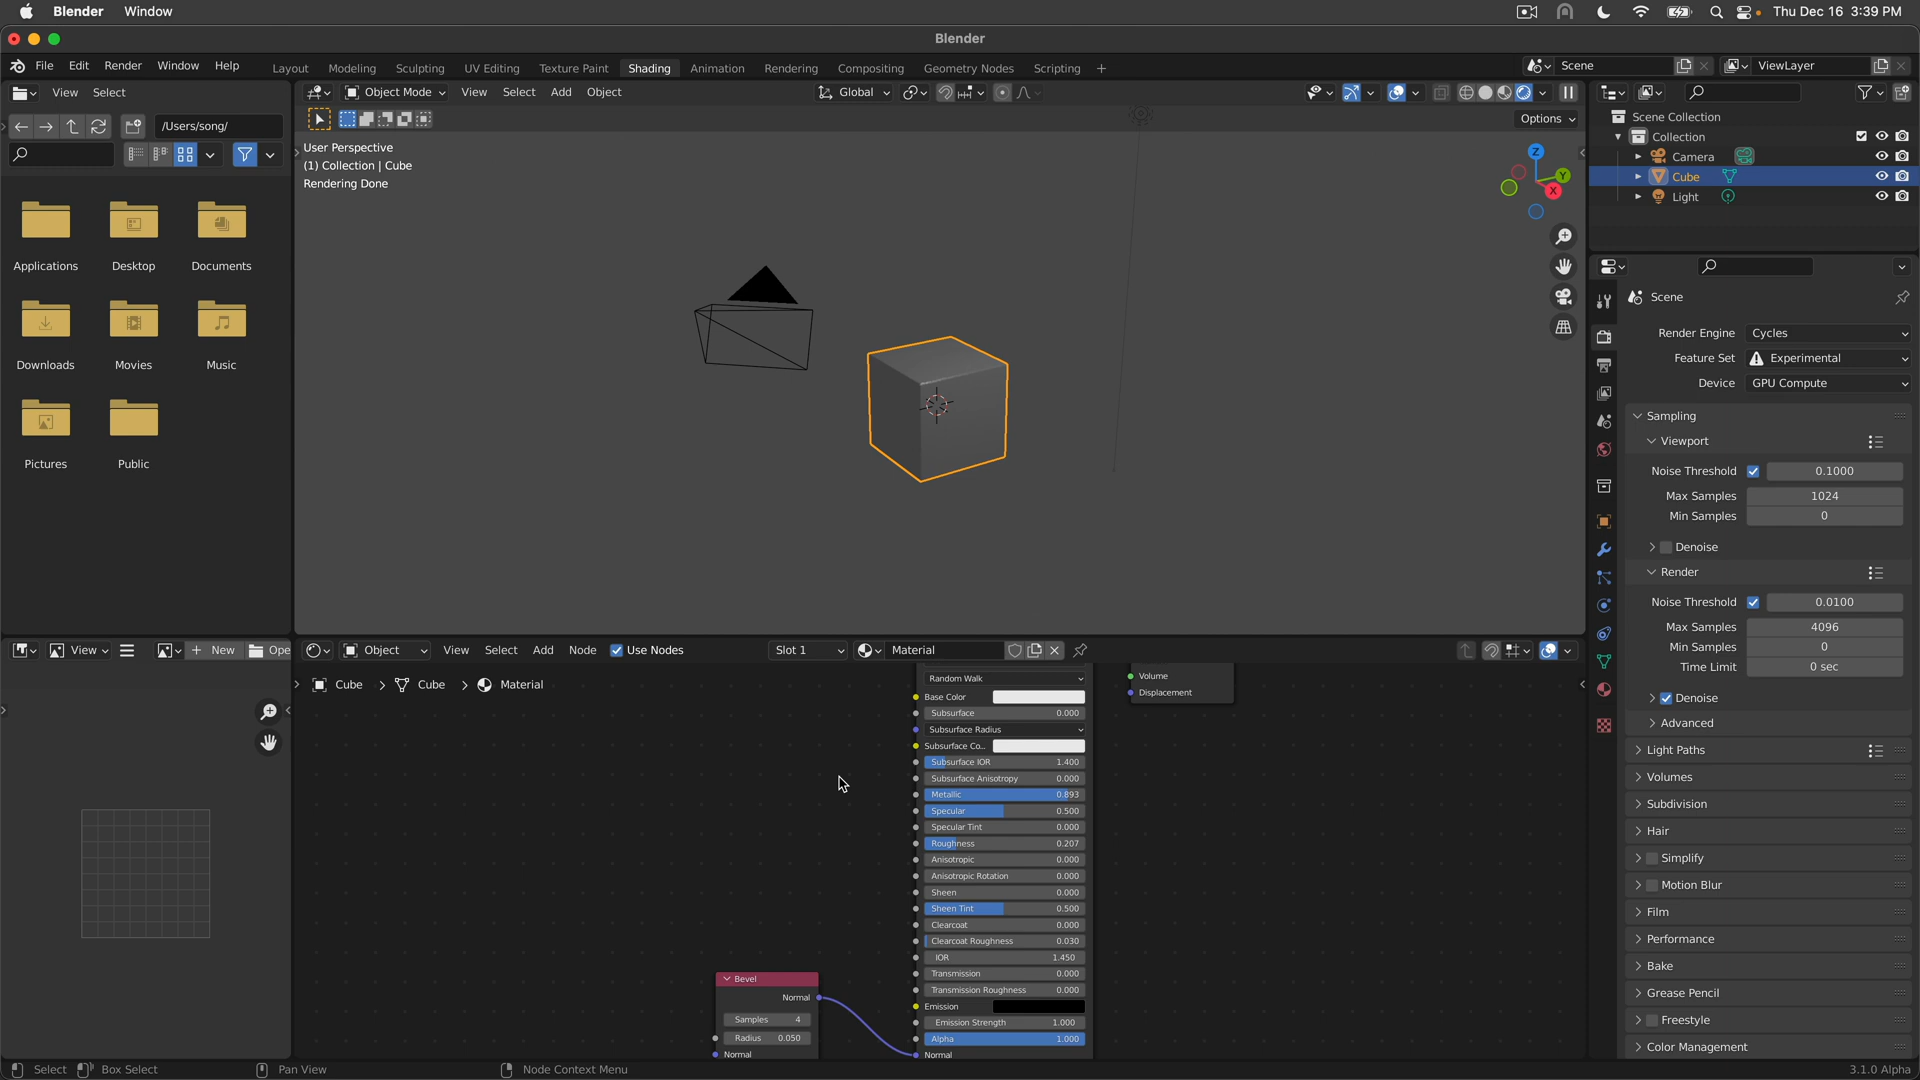 Blender Window
Thu Dec 16 3:39 PM
Blender
File Edit Render Window Help
Layout Modeling Sculpting UV Editing Texture Paint Shading Animation Rendering Compositing Geometry Nodes Scripting +
Scene
ViewLayer
View Select
Object Mode View Select Add Object
Global
/Users/song/
Options
User Perspective
(1) Collection | Cube
Rendering Done
Z
Y
X
Applications
Desktop
Documents
Downloads
Movies
Music
Pictures
Public
Scene Collection
Collection
Camera
Cube
Light
Scene
Render Engine Cycles
Feature Set Experimental
Device GPU Compute
Sampling
Viewport
Noise Threshold 0.1000
Max Samples 1024
Min Samples 0
Denoise
Render
Noise Threshold 0.0100
Max Samples 4096
Min Samples 0
Time Limit 0 sec
Denoise
Advanced
Light Paths
Volumes
Subdivision
Hair
Simplify
Motion Blur
Film
Performance
Bake
Grease Pencil
Freestyle
Color Management
View
+ New
Ope
Object View Select Add Node Use Nodes Slot 1 Material
Cube > Cube > Material
Random Walk
Base Color
Subsurface 0.000
Subsurface Radius
Subsurface Co...
Subsurface IOR 1.400
Subsurface Anisotropy 0.000
Metallic 0.893
Specular 0.500
Specular Tint 0.000
Roughness 0.207
Anisotropic 0.000
Anisotropic Rotation 0.000
Sheen 0.000
Sheen Tint 0.500
Clearcoat 0.000
Clearcoat Roughness 0.030
IOR 1.450
Transmission 0.000
Transmission Roughness 0.000
Emission
Emission Strength 1.000
Alpha 1.000
Normal
Volume
Displacement
Bevel
Normal
Samples 4
Radius 0.050
Normal
Select Box Select Pan View Node Context Menu
3.1.0 Alpha